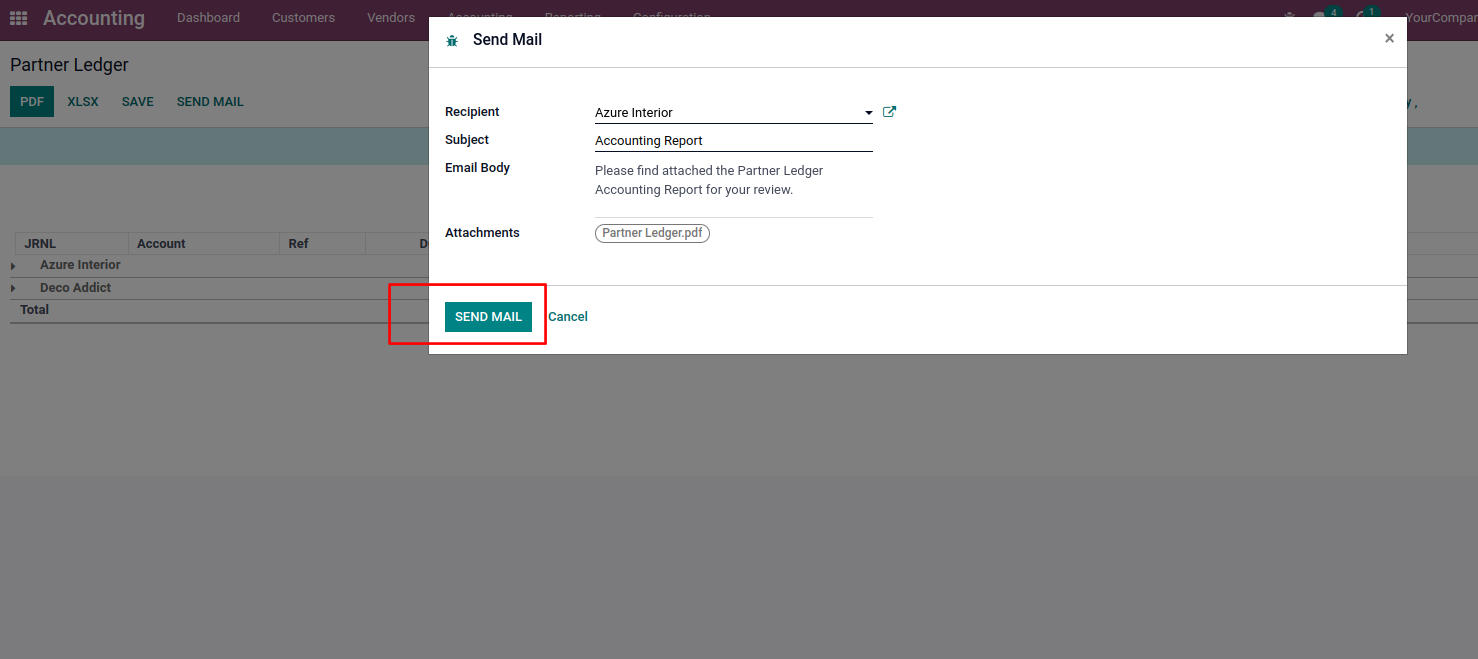 Accounting
Dashboard
Customers
Vendors
Accounting
Reporting
Configuration
4
1
Send Mail
×
Partner Ledger
PDF
XLSX
SAVE
SEND MAIL
Recipient
Azure Interior
Subject
Accounting Report
Email Body
Please find attached the Partner Ledger
Accounting Report for your review.
Attachments
Partner Ledger.pdf
JRNL
Account
Ref
Azure Interior
Deco Addict
Total
SEND MAIL
Cancel